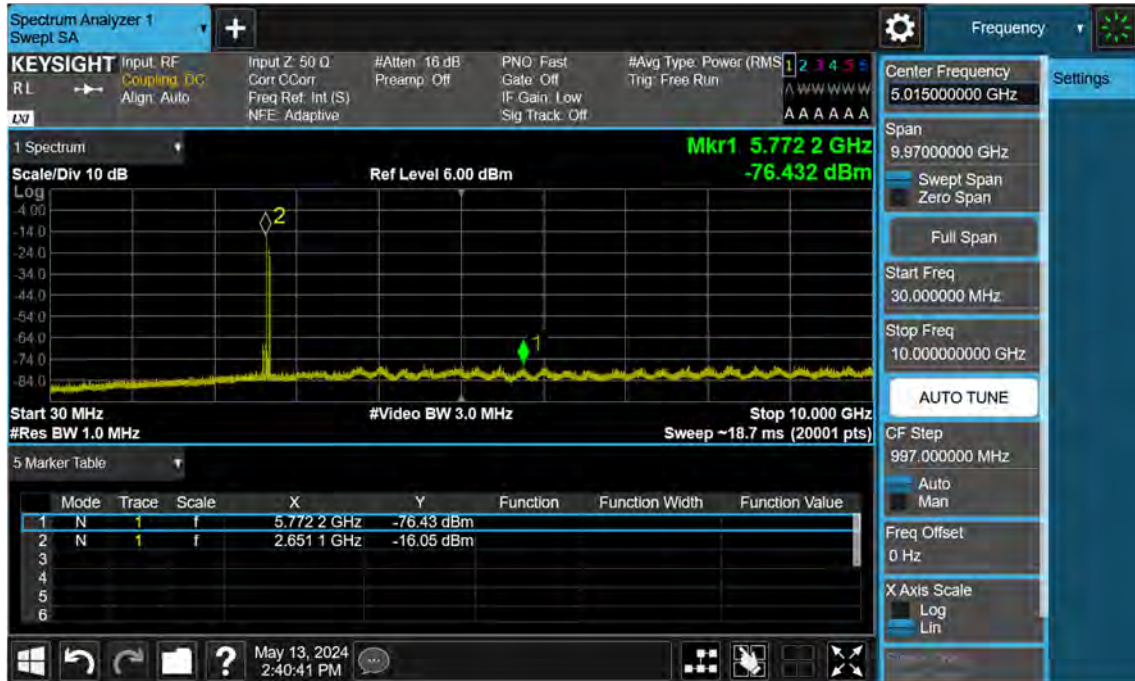 Spectrum Analyzer 1
Swept SA
Frequency
KEYSIGHT
RL
LXI
Input: RF
Coupling: DC
Align: Auto
Input Z: 50 Ω
Corr CCorr
Freq Ref: Int (S)
NFE: Adaptive
#Atten: 16 dB
Preamp: Off
PNO: Fast
Gate: Off
IF Gain: Low
Sig Track: Off
#Avg Type: Power (RMS
Trig: Free Run
1 2 3 4 5 6
A W W W W W
A A A A A A
1 Spectrum
Scale/Div 10 dB
Ref Level 6.00 dBm
Mkr1 5.772 2 GHz
-76.432 dBm
Log
-4.00
-14.0
-24.0
-34.0
-44.0
-54.0
-64.0
-74.0
-84.0
2
1
Start 30 MHz
#Video BW 3.0 MHz
Stop 10.000 GHz
#Res BW 1.0 MHz
Sweep ~18.7 ms (20001 pts)
5 Marker Table
Mode Trace Scale X Y Function Function Width Function Value
1 N 1 f 5.772 2 GHz -76.43 dBm
2 N 1 f 2.651 1 GHz -16.05 dBm
3
4
5
6
May 13, 2024
2:40:41 PM
Center Frequency
5.015000000 GHz
Settings
Span
9.97000000 GHz
Swept Span
Zero Span
Full Span
Start Freq
30.000000 MHz
Stop Freq
10.000000000 GHz
AUTO TUNE
CF Step
997.000000 MHz
Auto
Man
Freq Offset
0 Hz
X Axis Scale
Log
Lin